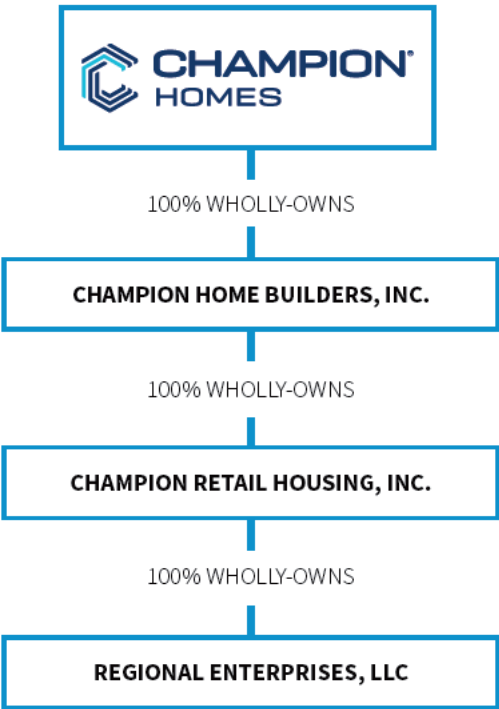 CHAMPION®
HOMES
100% WHOLLY-OWNS
CHAMPION HOME BUILDERS, INC.
100% WHOLLY-OWNS
CHAMPION RETAIL HOUSING, INC.
100% WHOLLY-OWNS
REGIONAL ENTERPRISES, LLC